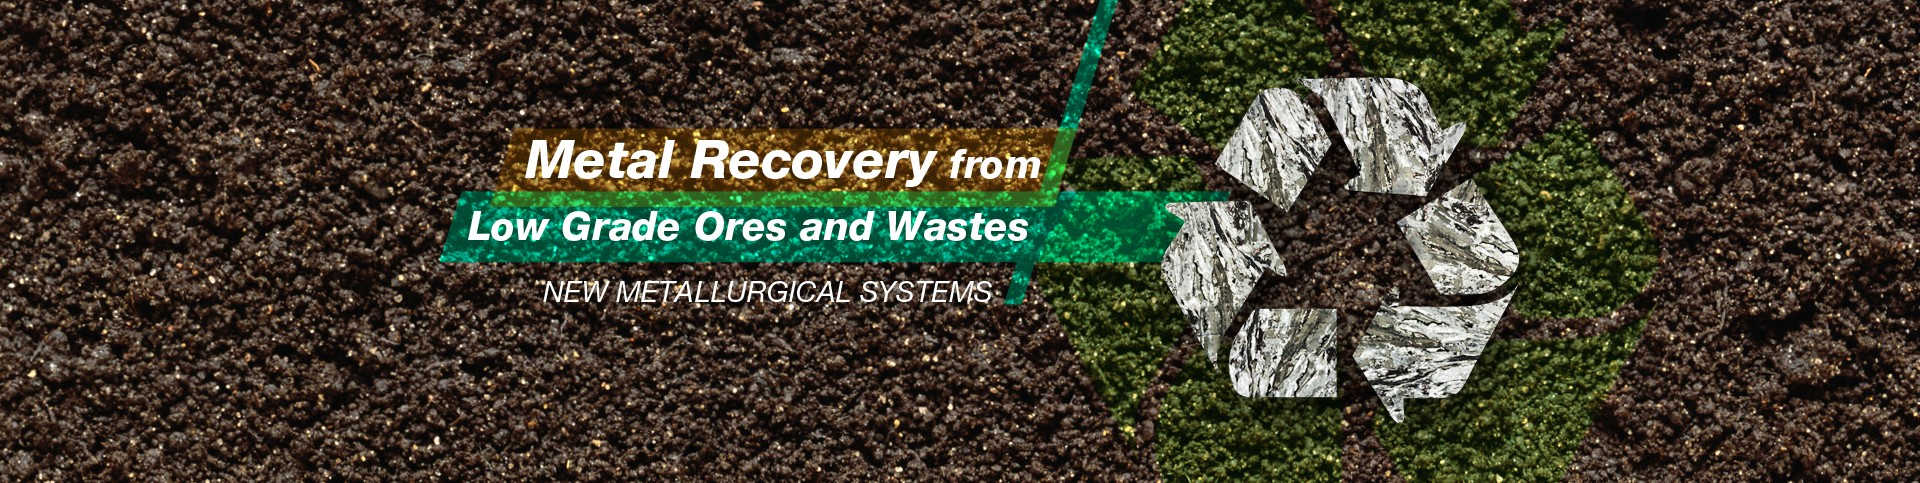 Metal Recovery from
Low Grade Ores and Wastes
NEW METALLURGICAL SYSTEMS